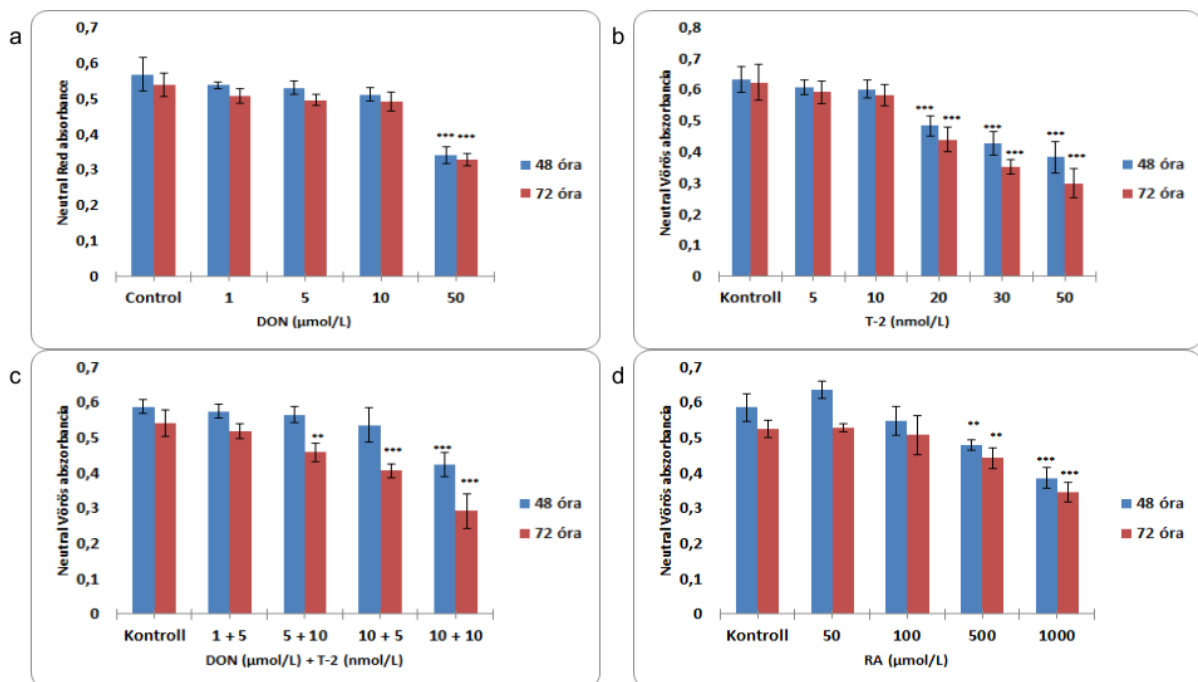 a
0,7
0,6
0,5
0,4
0,3
0,2
0,1
0
Neutral Red absorbance
*** ***
Control 1 5 10 50
DON (µmol/L)
48 óra
72 óra
b
0,8
0,7
0,6
0,5
0,4
0,3
0,2
0,1
0
Neutral Vörös abszorbancia
*** *** *** *** *** ***
Kontroll 5 10 20 30 50
T-2 (nmol/L)
48 óra
72 óra
c
0,7
0,6
0,5
0,4
0,3
0,2
0,1
0
Neutral Vörös abszorbancia
** *** *** ***
Kontroll 1 + 5 5 + 10 10 + 5 10 + 10
DON (µmol/L) + T-2 (nmol/L)
48 óra
72 óra
d
0,7
0,6
0,5
0,4
0,3
0,2
0,1
0
Neutral Vörös abszorbancia
** ** *** ***
Kontroll 50 100 500 1000
RA (µmol/L)
48 óra
72 óra